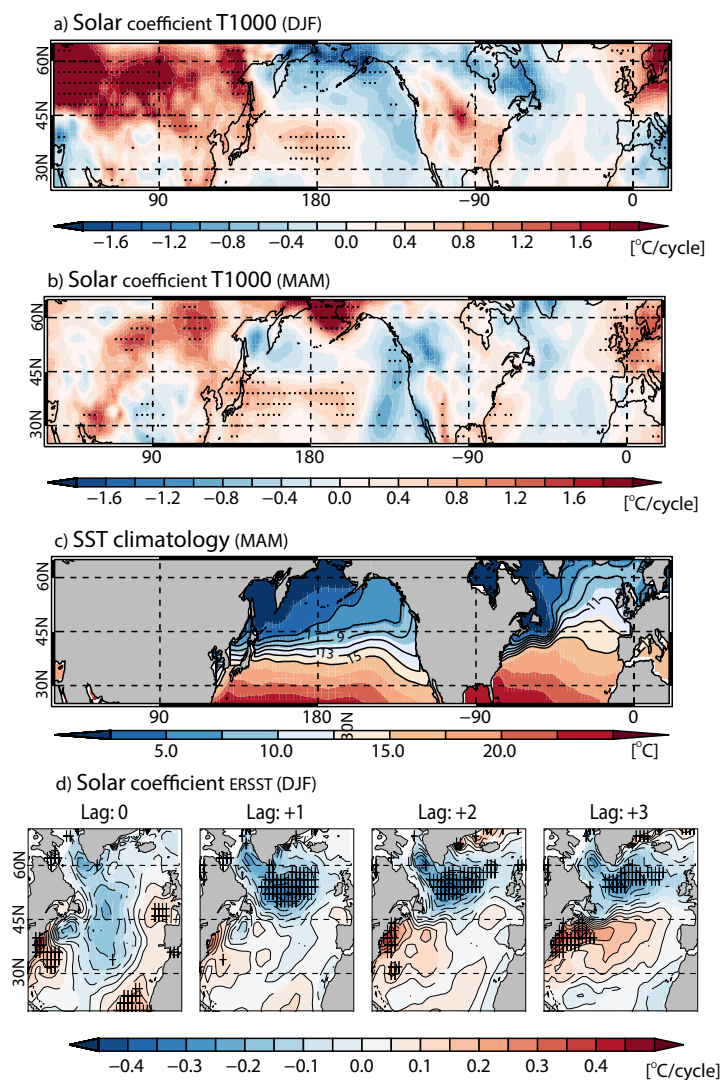 a) Solar coefficient T1000 (DJF)
60N
45N
30N
90 180 −90 0
−1.6 −1.2 −0.8 −0.4 0.0 0.4 0.8 1.2 1.6
[°C/cycle]
b) Solar coefficient T1000 (MAM)
60N
45N
30N
90 180 −90 0
−1.6 −1.2 −0.8 −0.4 0.0 0.4 0.8 1.2 1.6
[°C/cycle]
c) SST climatology (MAM)
60N
45N
30N
9
13
15
90 180 −90 0
30N
5.0 10.0 15.0 20.0
[°C]
d) Solar coefficient ERSST (DJF)
Lag: 0 Lag: +1 Lag: +2 Lag: +3
60N
45N
30N
−0.4 −0.3 −0.2 −0.1 0.0 0.1 0.2 0.3 0.4
[°C/cycle]